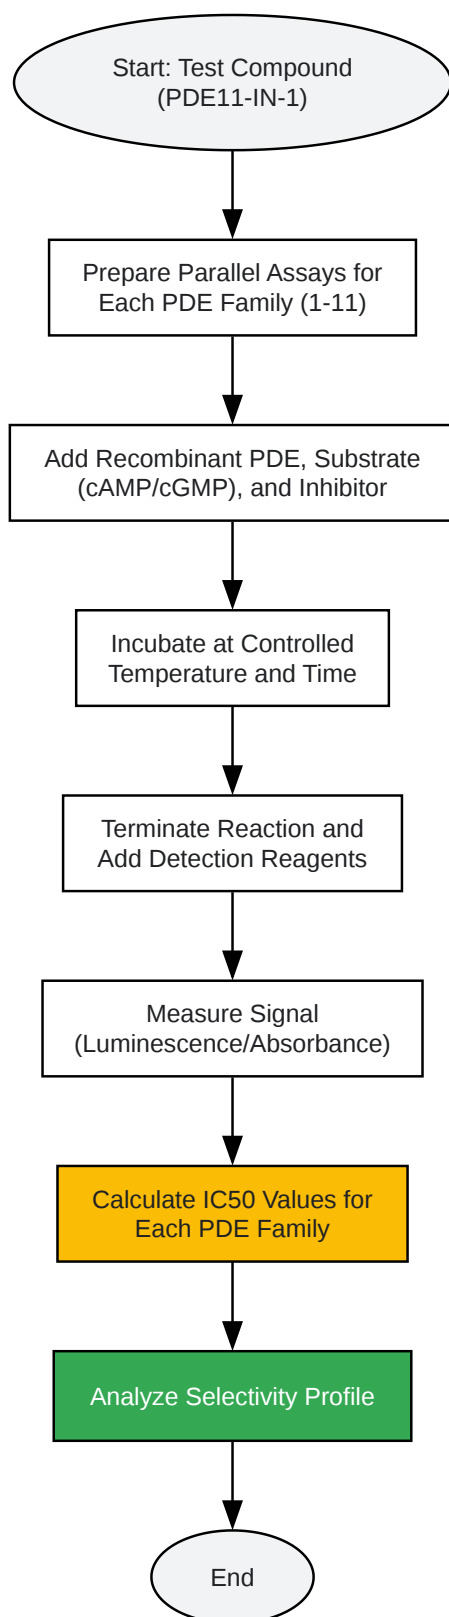 Start: Test Compound
(PDE11-IN-1)
Prepare Parallel Assays for
Each PDE Family (1-11)
Add Recombinant PDE, Substrate
(cAMP/cGMP), and Inhibitor
Incubate at Controlled
Temperature and Time
Terminate Reaction and
Add Detection Reagents
Measure Signal
(Luminescence/Absorbance)
Calculate IC50 Values for
Each PDE Family
Analyze Selectivity Profile
End